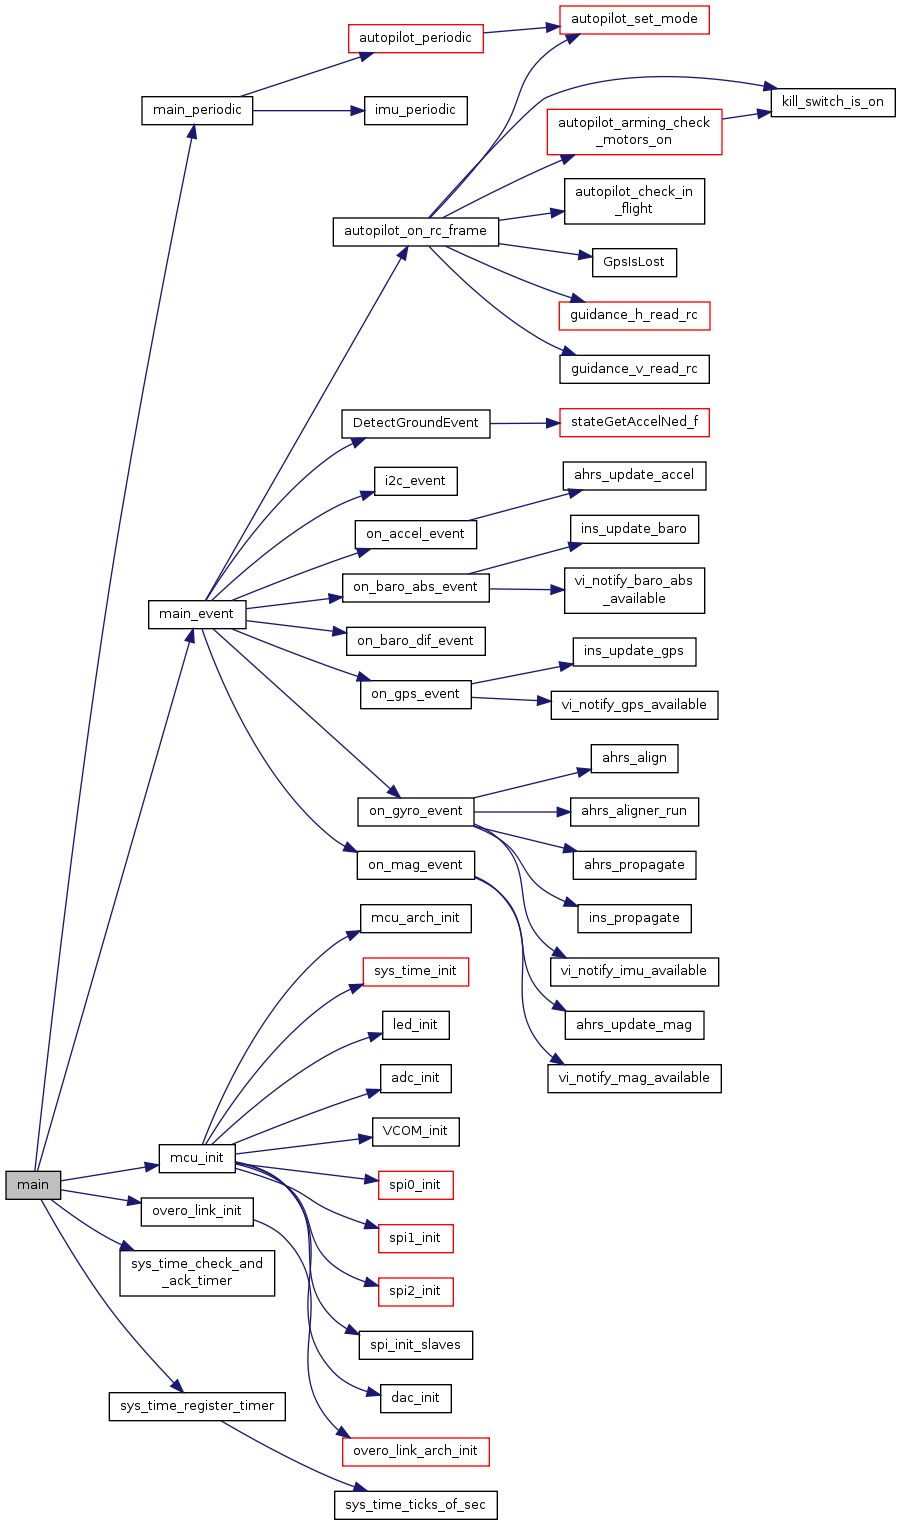 autopilot_set_mode
autopilot_periodic
kill_switch_is_on
main_periodic
imu_periodic
autopilot_arming_check
_motors_on
autopilot_check_in
_flight
autopilot_on_rc_frame
GpsIsLost
guidance_h_read_rc
guidance_v_read_rc
DetectGroundEvent
stateGetAccelNed_f
i2c_event
ahrs_update_accel
on_accel_event
ins_update_baro
on_baro_abs_event
vi_notify_baro_abs
_available
main_event
on_baro_dif_event
ins_update_gps
on_gps_event
vi_notify_gps_available
ahrs_align
on_gyro_event
ahrs_aligner_run
on_mag_event
ahrs_propagate
mcu_arch_init
ins_propagate
sys_time_init
vi_notify_imu_available
led_init
ahrs_update_mag
adc_init
vi_notify_mag_available
VCOM_init
mcu_init
main
spi0_init
overo_link_init
spi1_init
sys_time_check_and
_ack_timer
spi2_init
spi_init_slaves
dac_init
sys_time_register_timer
overo_link_arch_init
sys_time_ticks_of_sec